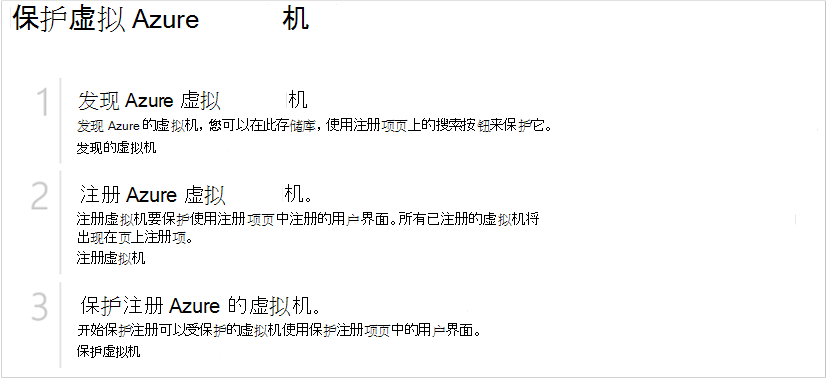 保护虚拟 Azure 机
1
发现 Azure 虚拟 机
发现 Azure 的虚拟机，您可以在此存储库，使用注册项页上的搜索按钮来保护它。
发现的虚拟机
2
注册 Azure 虚拟 机。
注册虚拟机要保护使用注册项页中注册的用户界面。所有已注册的虚拟机将
出现在页上注册项。
注册虚拟机
3
保护注册 Azure 的虚拟机。
开始保护注册可以受保护的虚拟机使用保护注册项页中的用户界面。
保护虚拟机